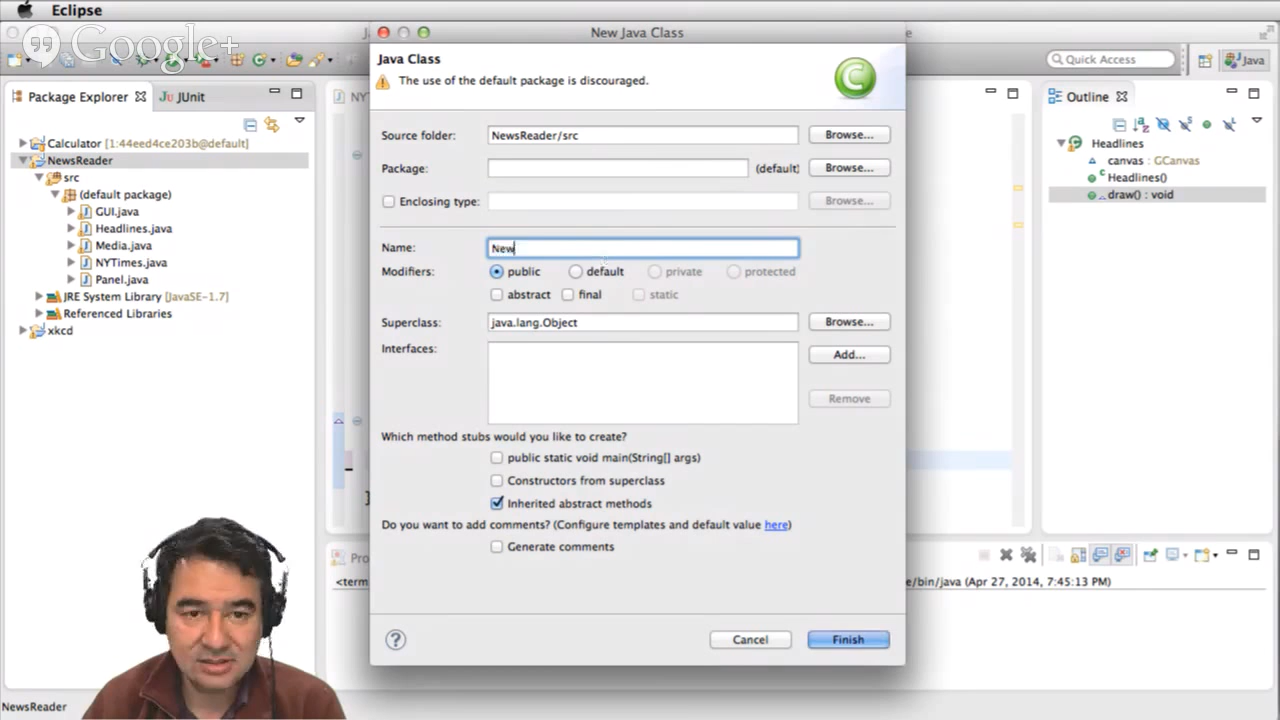 Eclipse
New Java Class
Google+
Java Class
The use of the default package is discouraged.
Quick Access
Java
Package Explorer
JUnit
Outline
Calculator [1:44eed4ce203b@default]
NewsReader
src
(default package)
GUI.java
Headlines.java
Media.java
NYTimes.java
Panel.java
JRE System Library [JavaSE-1.7]
Referenced Libraries
xkcd
Source folder: NewsReader/src Browse...
Package: (default) Browse...
Enclosing type: Browse...
Name: New
Modifiers: public default private protected
abstract final static
Superclass: java.lang.Object Browse...
Interfaces: Add...
Remove
Which method stubs would you like to create?
public static void main(String[] args)
Constructors from superclass
Inherited abstract methods
Do you want to add comments? (Configure templates and default value here)
Generate comments
Cancel Finish
Headlines
canvas: GCanvas
Headlines()
draw() : void
<term
e/bin/java (Apr 27, 2014, 7:45:13 PM)
NewsReader